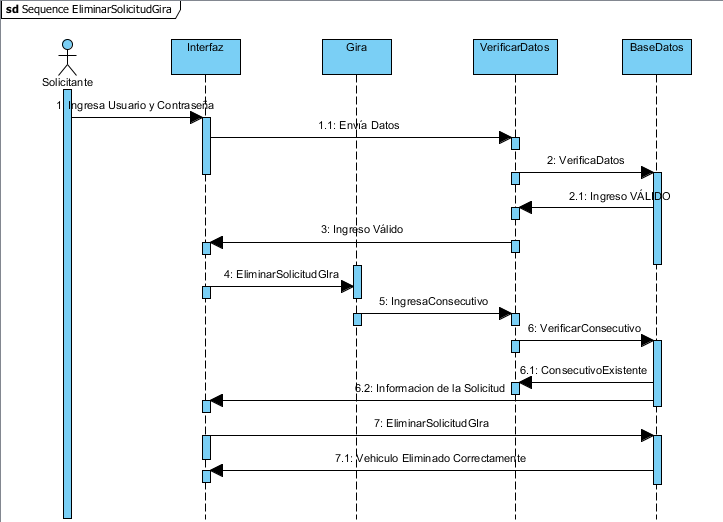 sd Sequence EliminarSolicitudGira
Interfaz
Gira
VerificarDatos
BaseDatos
Solicitante
1: Ingresa Usuario y Contraseña
1.1: Envía Datos
2: VerificaDatos
2.1: Ingreso VÁLIDO
3: Ingreso Válido
4: EliminarSolicitudGIra
5: IngresaConsecutivo
6: VerificarConsecutivo
6.1: ConsecutivoExistente
6.2: Informacion de la Solicitud
7: EliminarSolicitudGIra
7.1: Vehiculo Eliminado Correctamente